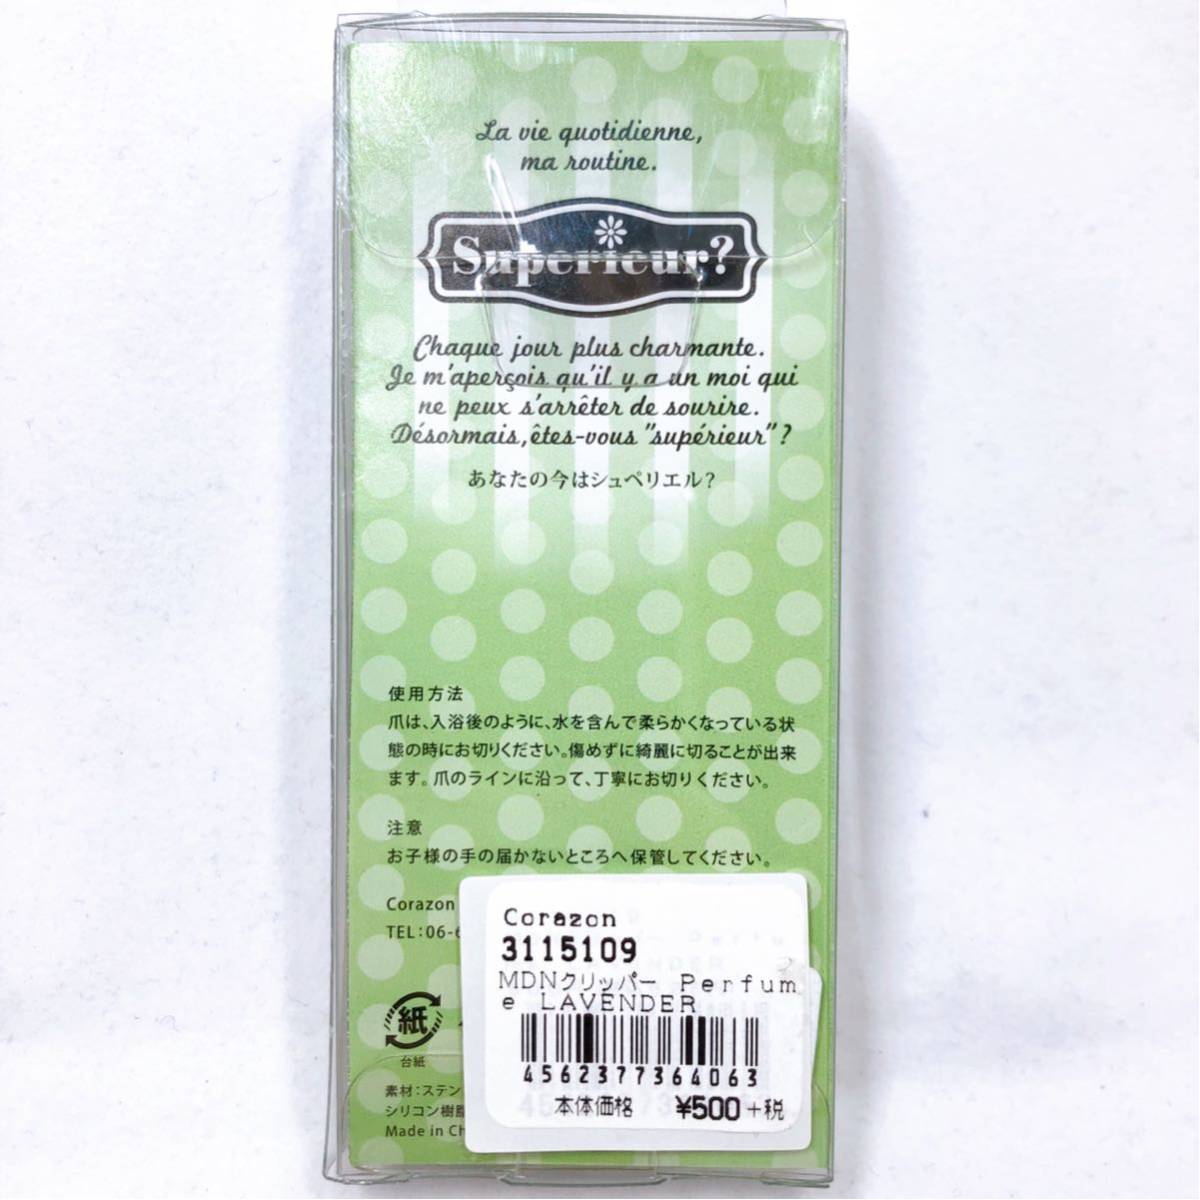 La vie quotidienne,
ma routine.
Superieur?
Chaque jour plus charmante.
Je m'aperçois qu'il y a un moi qui
ne peux s'arrêter de sourire.
Désormais, êtes-vous "supérieur"?
あなたの今はシュペリエル?
使用方法
爪は、入浴後のように、水を含んで柔らかくなっている状
態の時にお切りください。傷めずに綺麗に切ることが出来
ます。爪のラインに沿って、丁寧にお切りください。
注意
お子様の手の届かないところへ保管してください。
Corazon
TEL:06-6
Corazon
3115109
MDNクリッパー Perfum
e LAVENDER
4562377364063
本体価格 ¥500+税
紙
台紙
素材:ステン
シリコン樹脂
Made in Ch